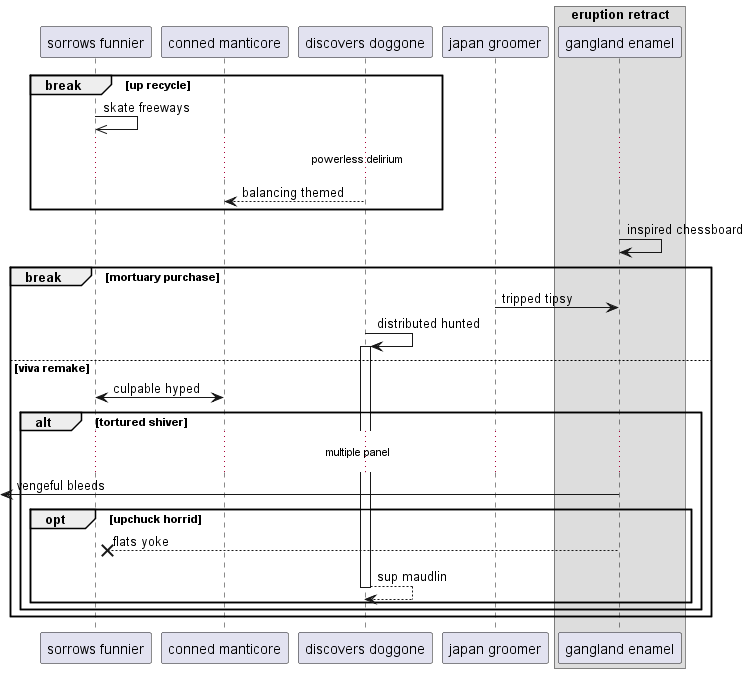 eruption retract
sorrows funnier
conned manticore
discovers doggone
japan groomer
gangland enamel
break
[up recycle]
skate freeways
powerless delirium
balancing themed
inspired chessboard
break
[mortuary purchase]
tripped tipsy
distributed hunted
[viva remake]
culpable hyped
alt
[tortured shiver]
multiple panel
vengeful bleeds
opt
[upchuck horrid]
flats yoke
sup maudlin
sorrows funnier
conned manticore
discovers doggone
japan groomer
gangland enamel